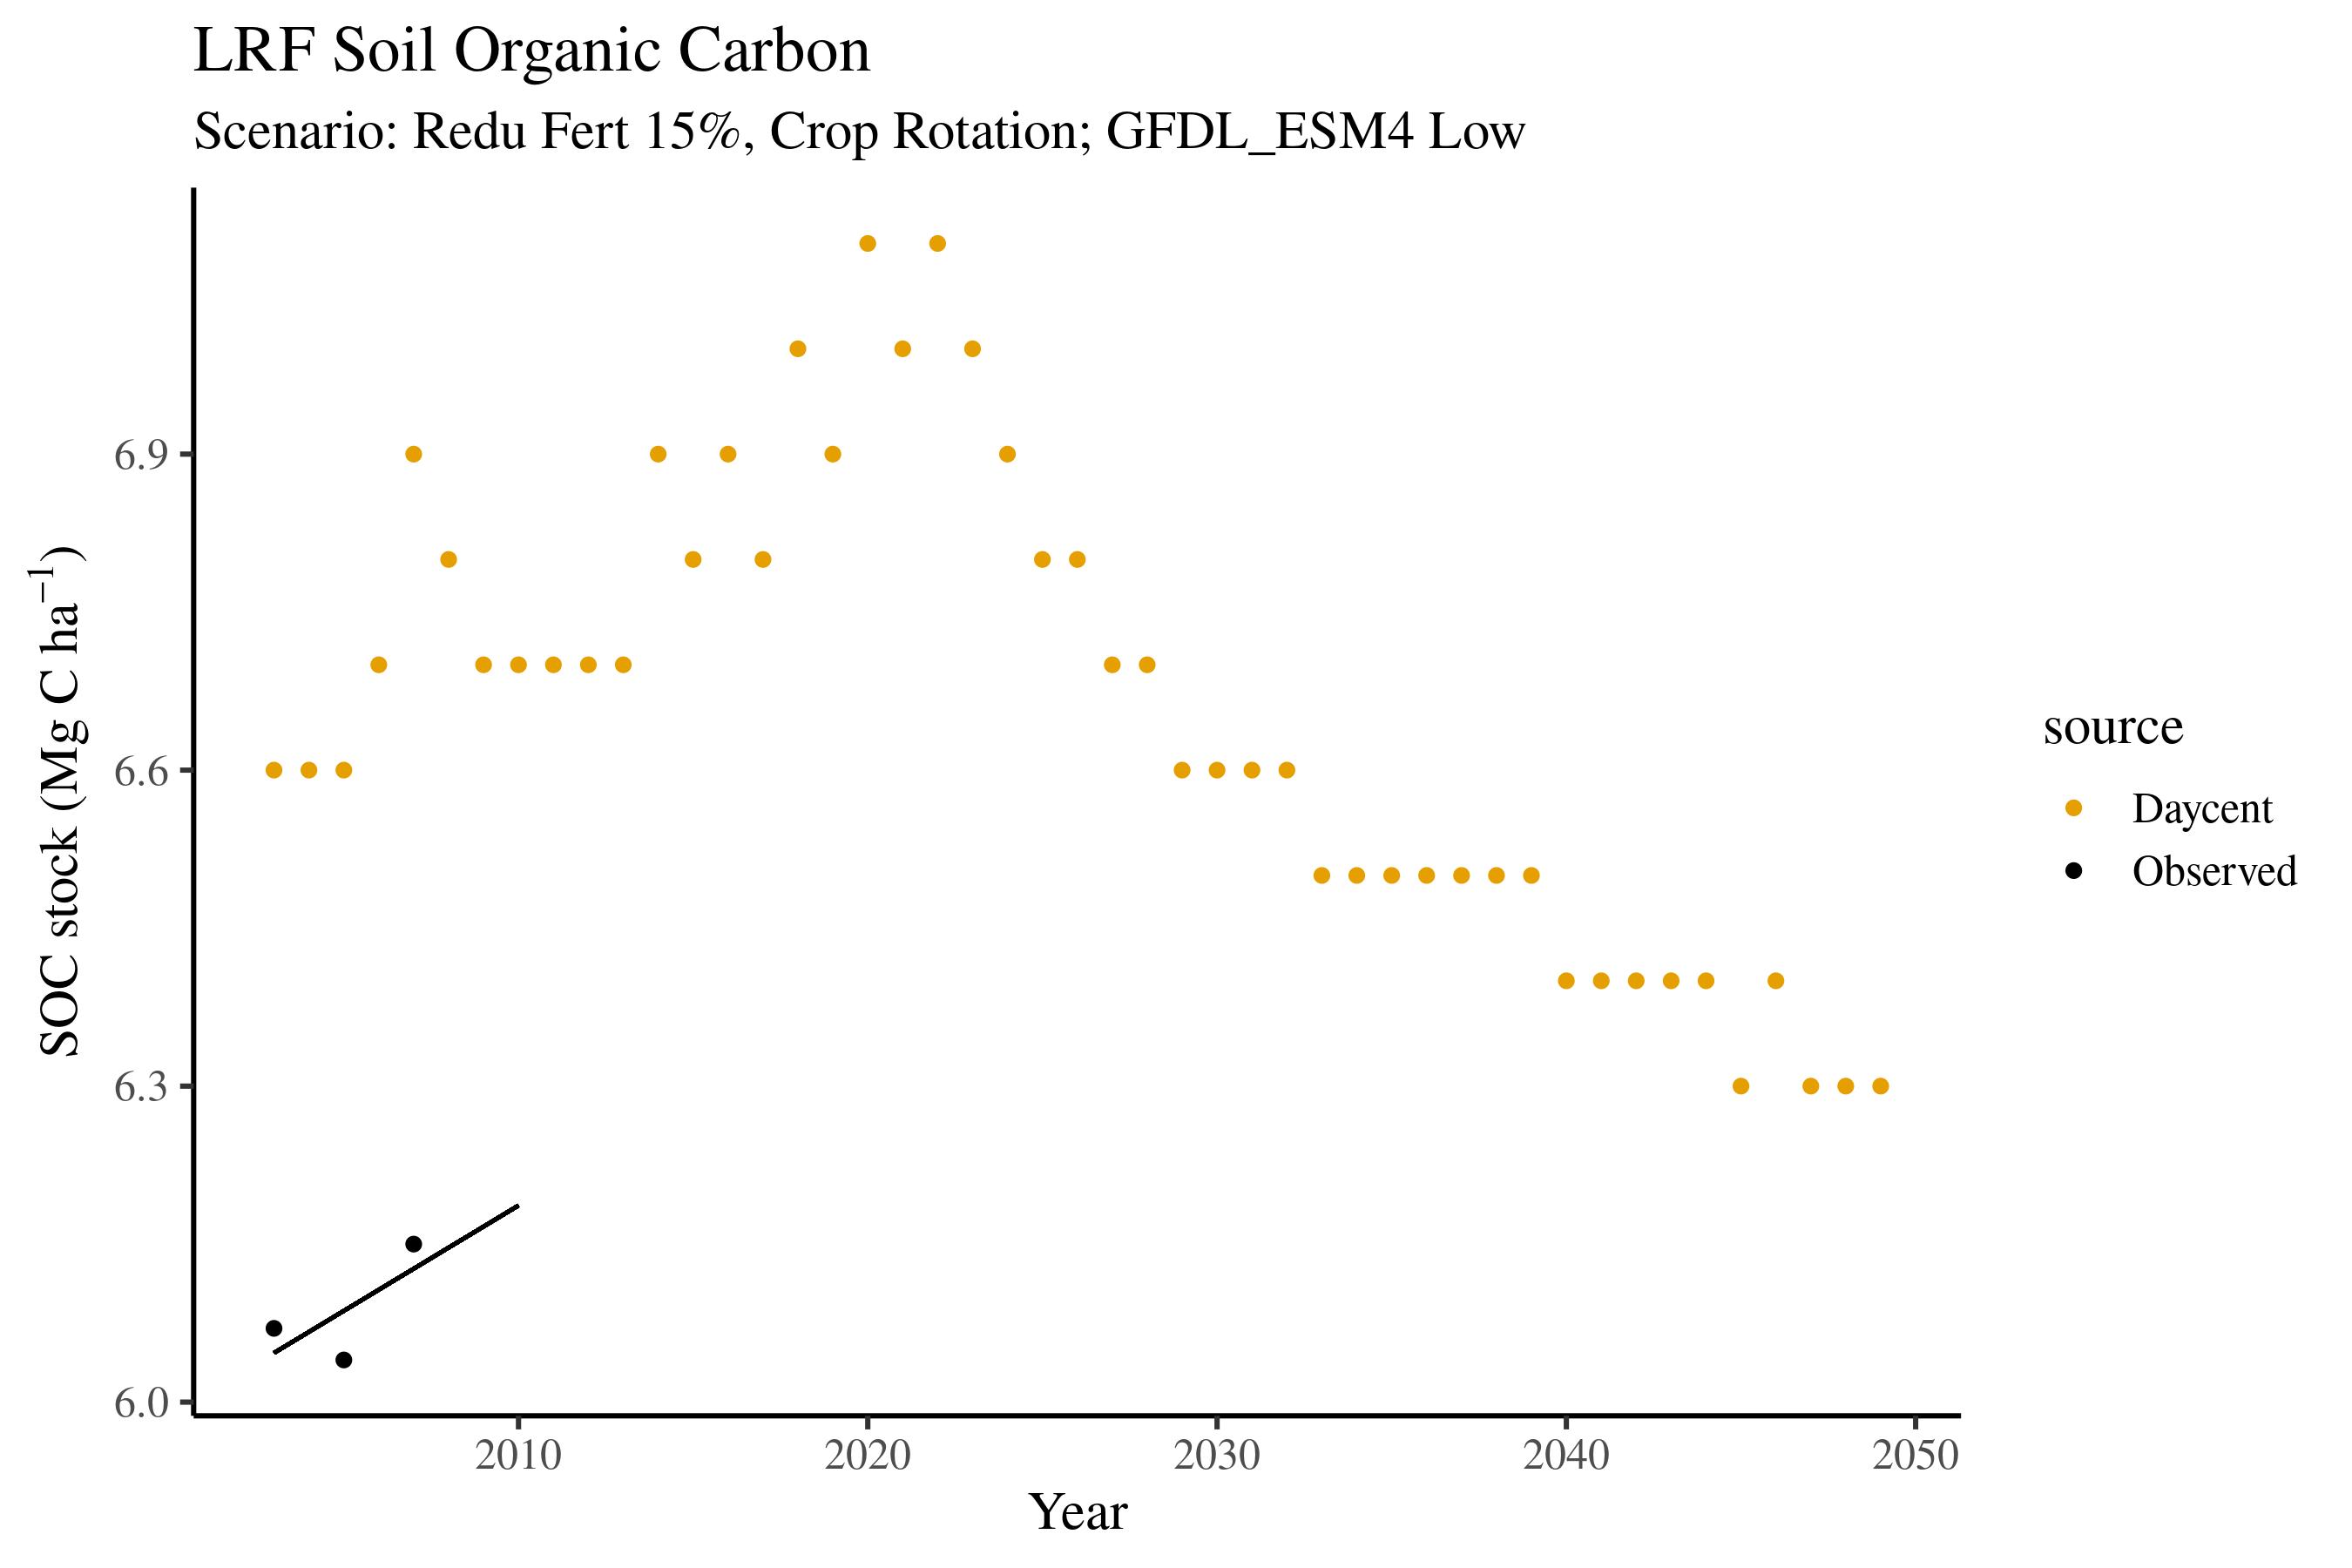 LRF Soil Organic Carbon
Scenario: Redu Fert 15%, Crop Rotation; GFDL_ESM4 Low
SOC stock (Mg C ha⁻¹)
6.9
6.6
6.3
6.0
2010 2020 2030 2040 2050
Year
source
Daycent
Observed